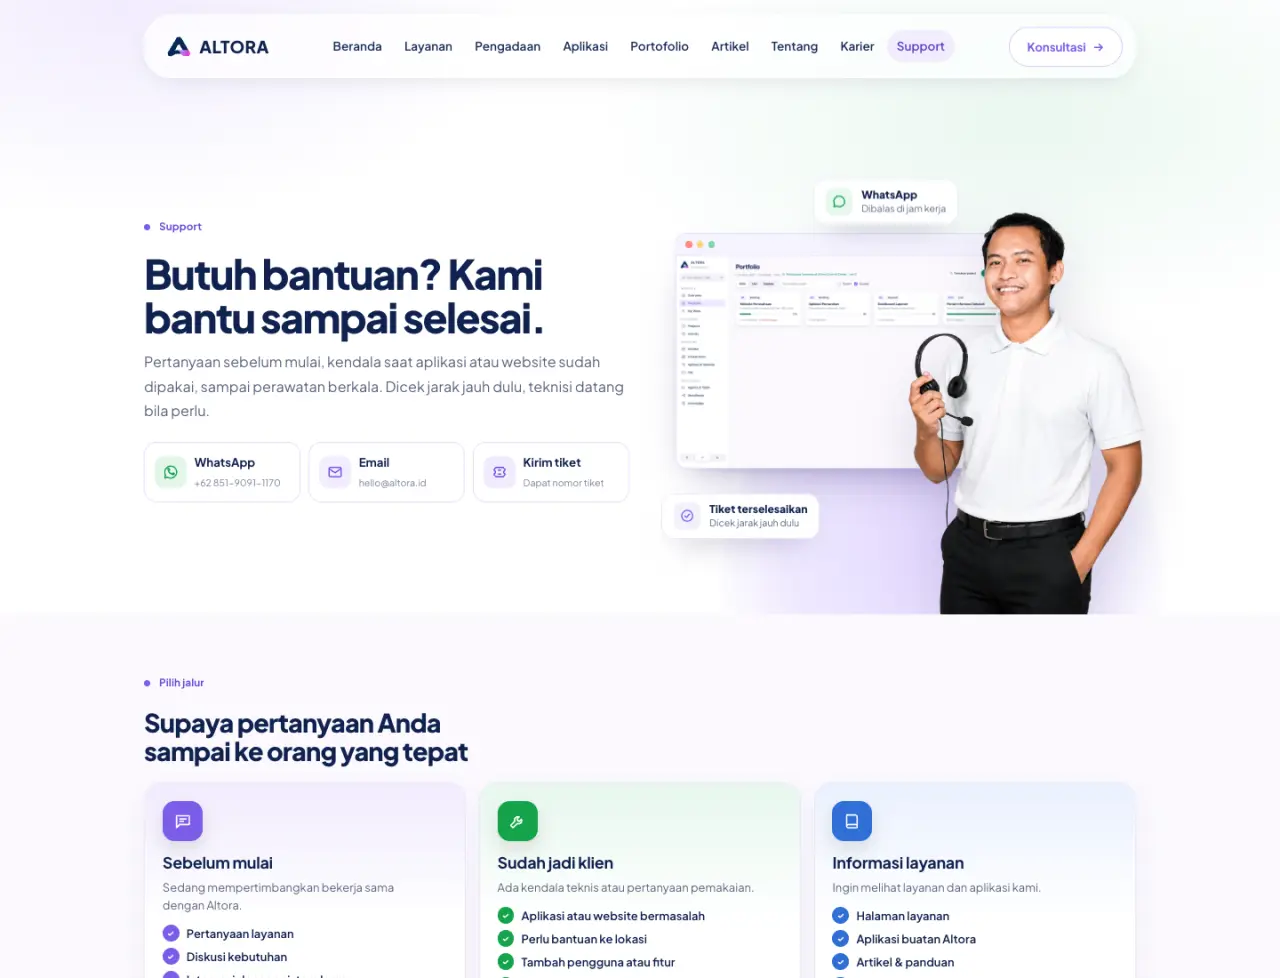 ALTORA
Beranda
Layanan
Pengadaan
Aplikasi
Portofolio
Artikel
Tentang
Karier
Support
Konsultasi
Support
Butuh bantuan? Kami
bantu sampai selesai.
Pertanyaan sebelum mulai, kendala saat aplikasi atau website sudah
dipakai, sampai perawatan berkala. Dicek jarak jauh dulu, teknisi datang
bila perlu.
WhatsApp
+62 851-9091-1170
Email
hello@altora.id
Kirim tiket
Dapat nomor tiket
WhatsApp
Dibalas di jam kerja
ALTORA
Portfolio
Tiket terselesaikan
Dicek jarak jauh dulu
Pilih jalur
Supaya pertanyaan Anda
sampai ke orang yang tepat
Sebelum mulai
Sedang mempertimbangkan bekerja sama
dengan Altora.
Pertanyaan layanan
Diskusi kebutuhan
Sudah jadi klien
Ada kendala teknis atau pertanyaan pemakaian.
Aplikasi atau website bermasalah
Perlu bantuan ke lokasi
Tambah pengguna atau fitur
Informasi layanan
Ingin melihat layanan dan aplikasi kami.
Halaman layanan
Aplikasi buatan Altora
Artikel & panduan